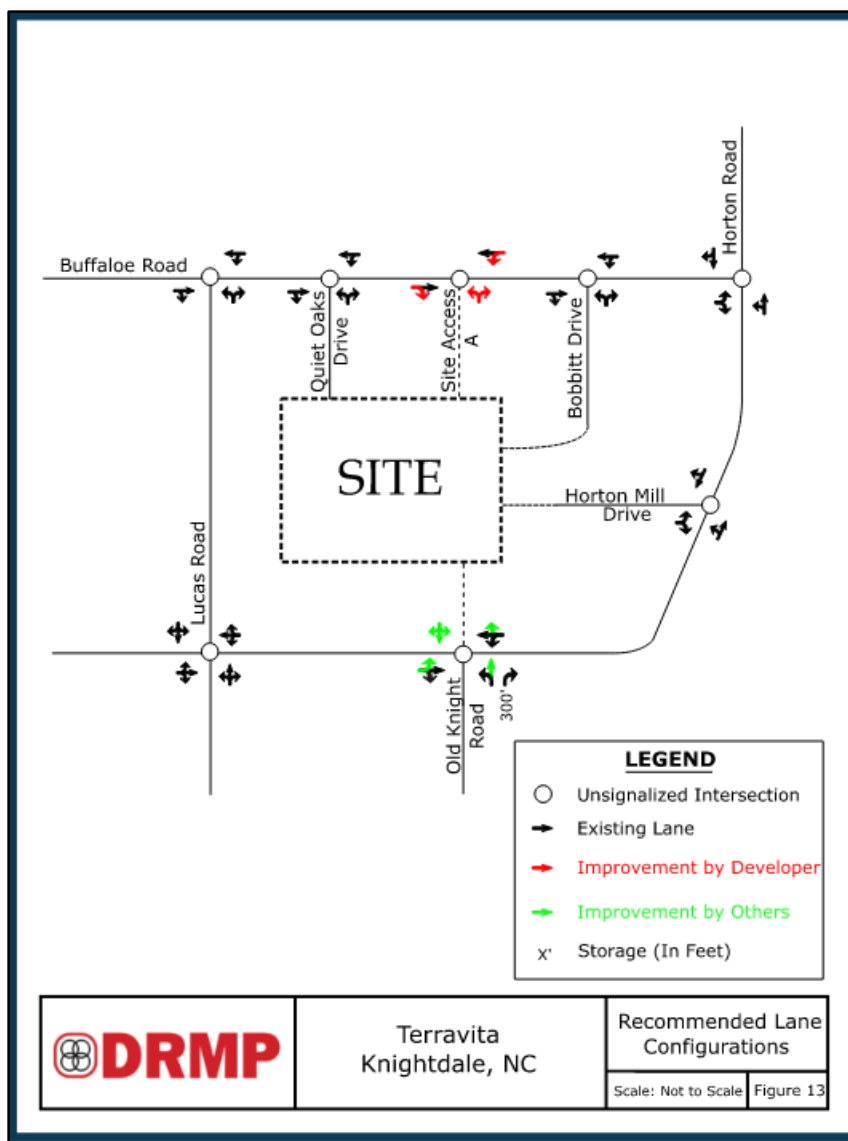 Horton Road
Buffaloe Road
Quiet Oaks
Drive
Site Access
A
Bobbitt Drive
SITE
Horton Mill
Drive
Lucas Road
Old Knight
Road
300'
LEGEND
Unsignalized Intersection
Existing Lane
Improvement by Developer
Improvement by Others
X' Storage (In Feet)
DRMP
Terravita
Knightdale, NC
Recommended Lane
Configurations
Scale: Not to Scale
Figure 13